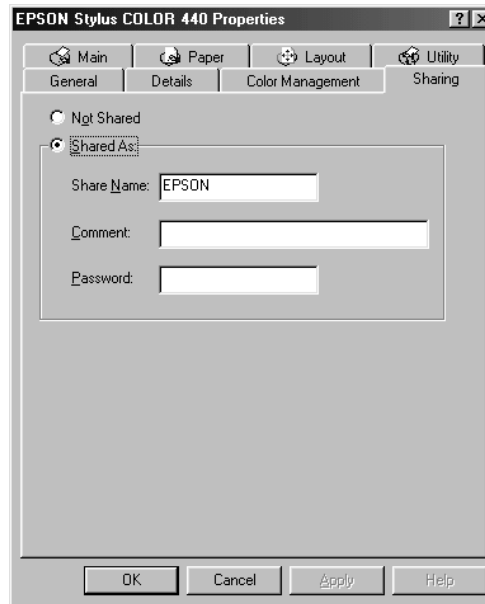 EPSON Stylus COLOR 440 Properties
Main Paper Layout Utility
General Details Color Management Sharing
Not Shared
Shared As:
Share Name: EPSON
Comment:
Password:
OK Cancel Apply Help